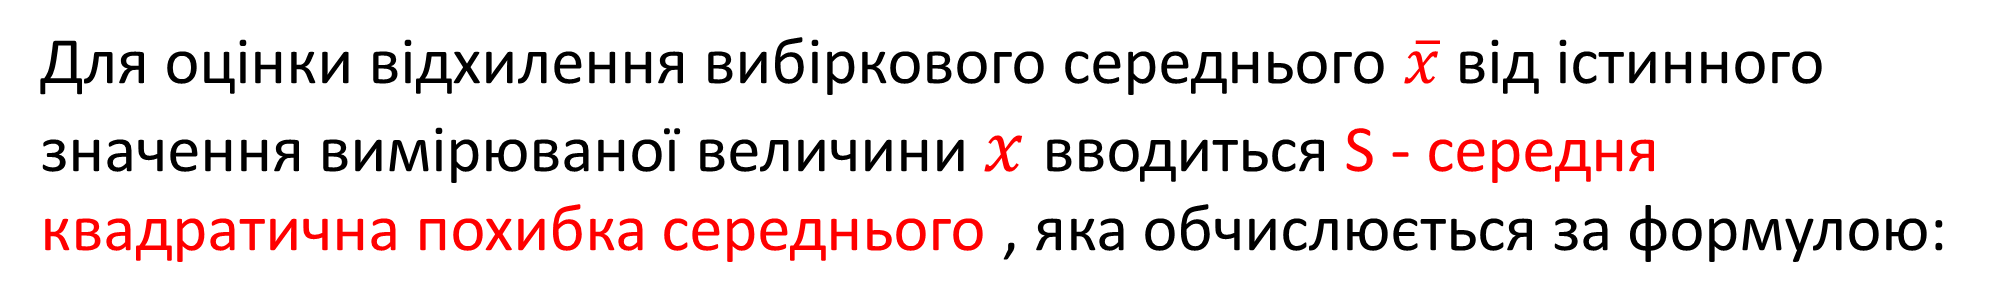 Для оцінки відхилення вибіркового середнього x̄ від істинного
значення вимірюваної величини x вводиться S - середня
квадратична похибка середнього , яка обчислюється за формулою: